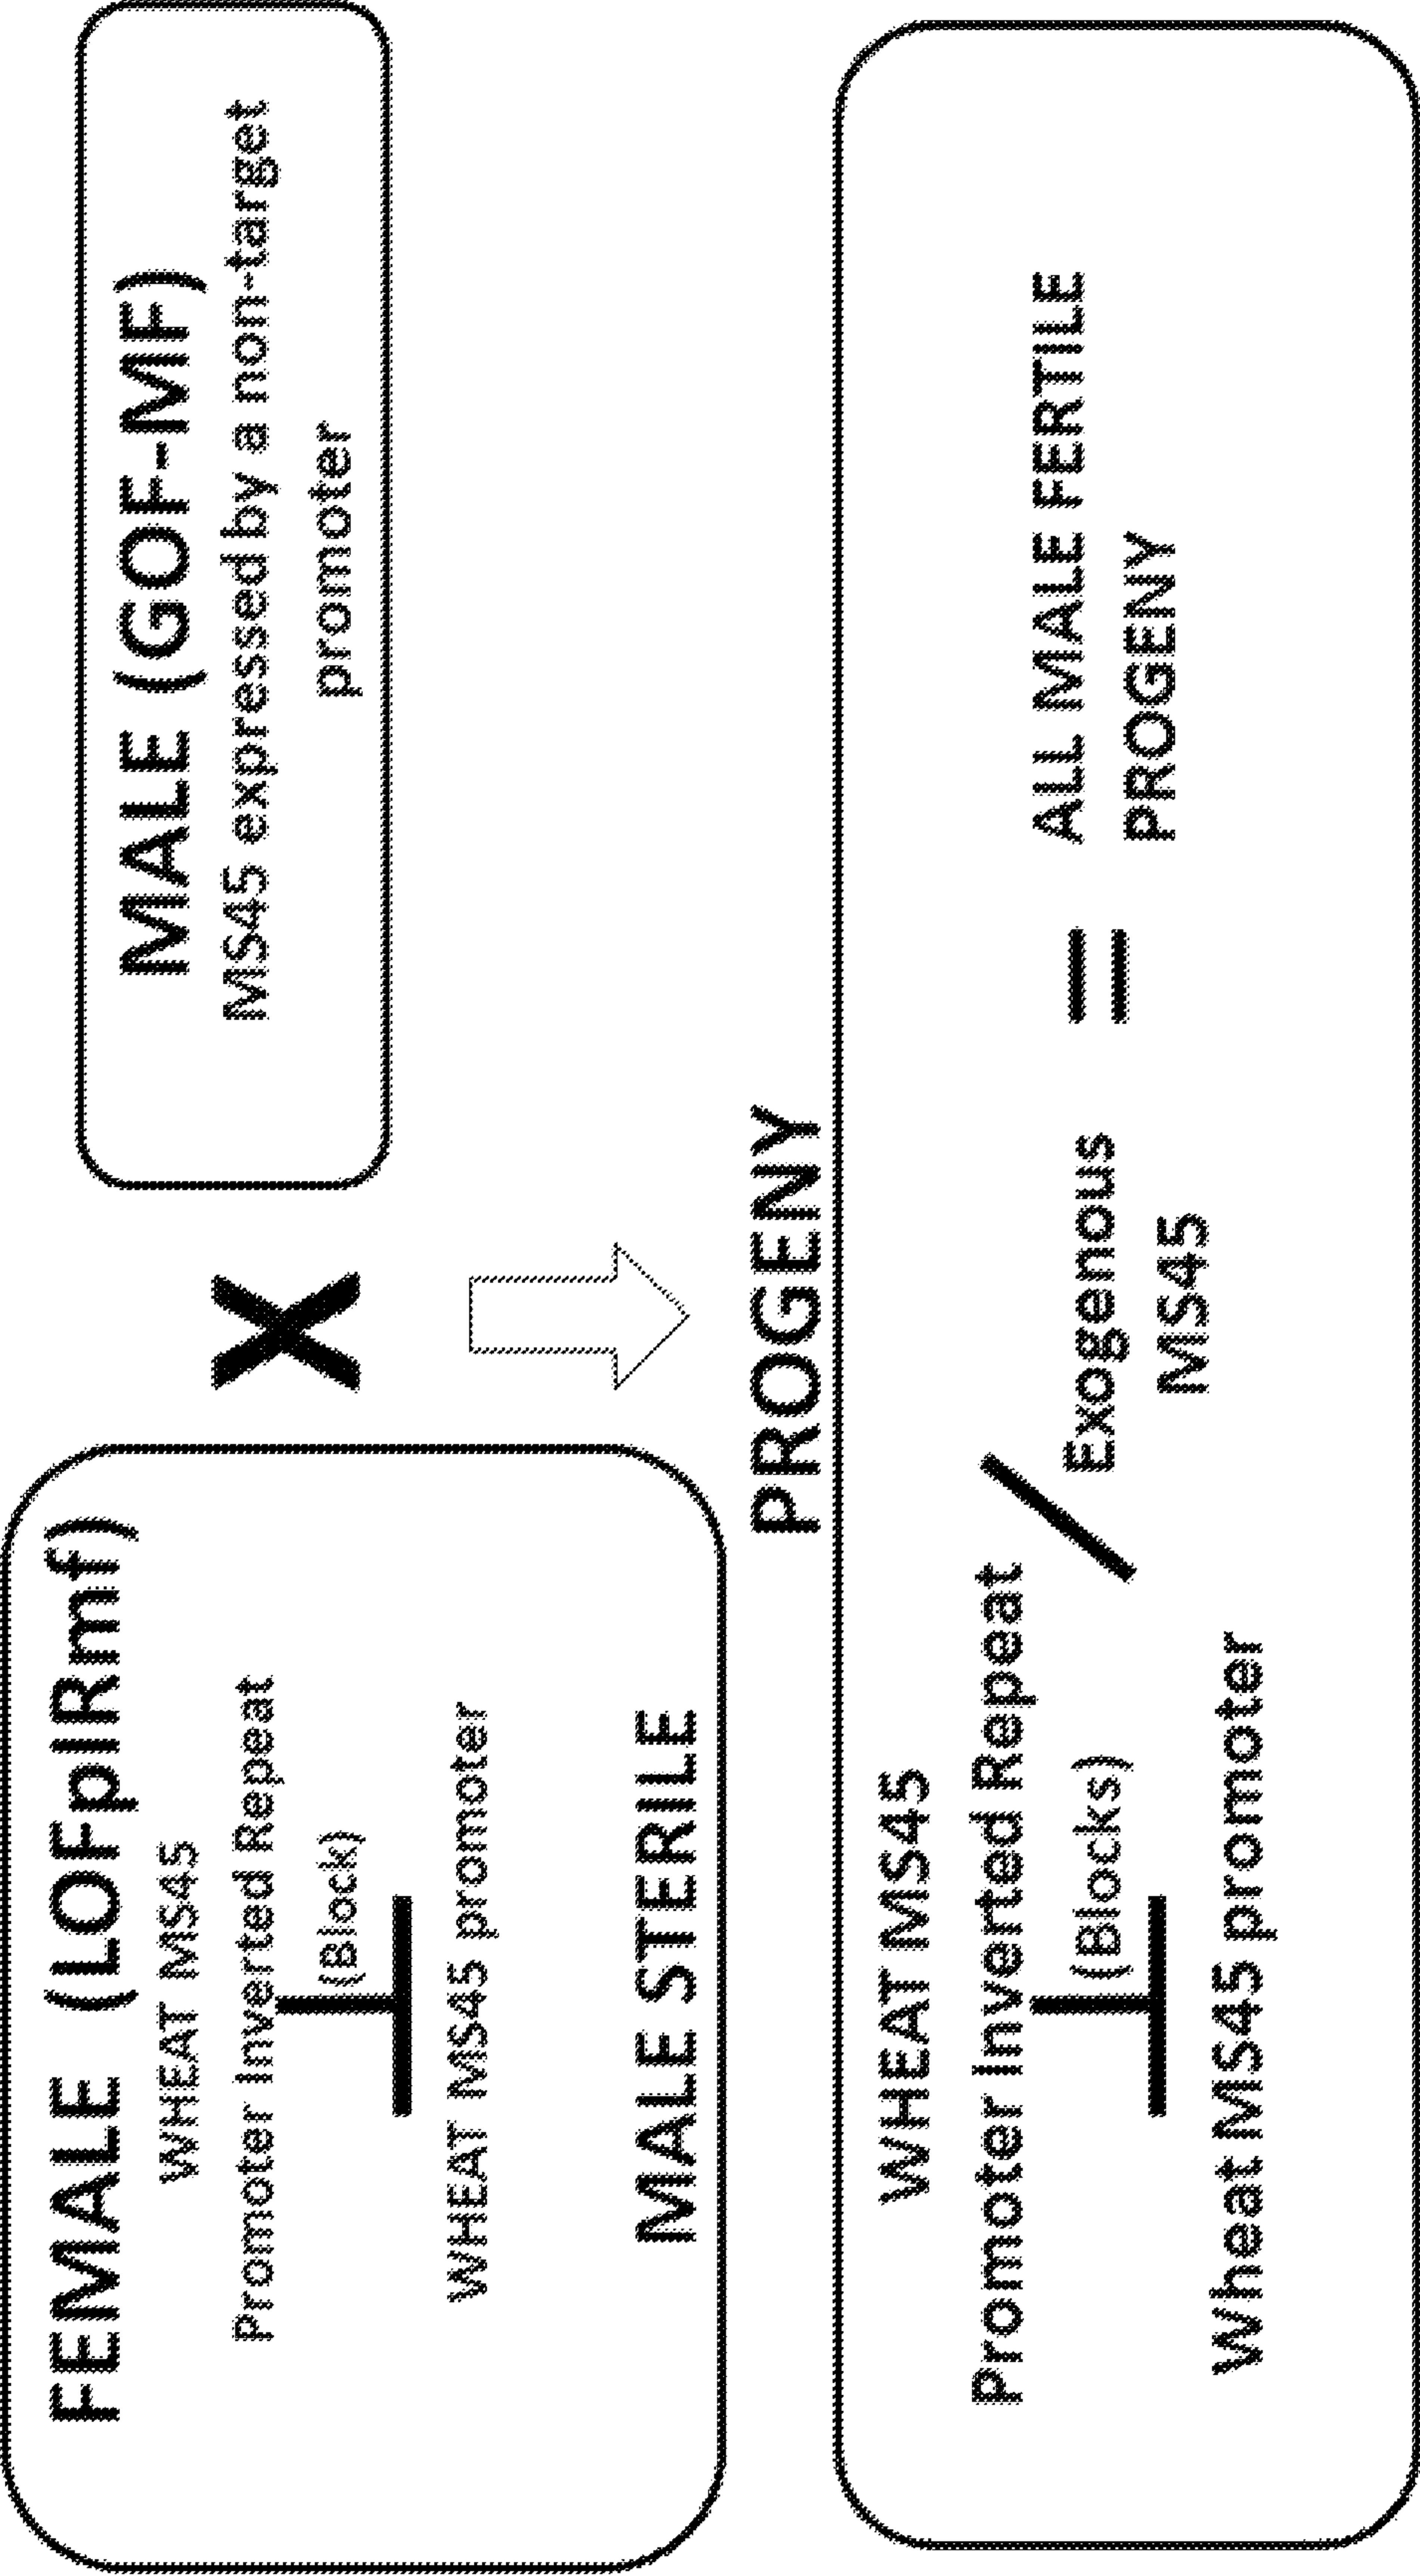 FEMALE (LOFpIRmf)
WHEAT MS45
Promoter Inverted Repeat
(Block)
WHEAT MS45 promoter
MALE STERILE
X
MALE (GOF-MF)
MS45 expressed by a non-target
promoter
PROGENY
WHEAT MS45
Promoter Inverted Repeat
(Blocks)
Wheat MS45 promoter
/
Exogenous
MS45
=
ALL MALE FERTILE
PROGENY